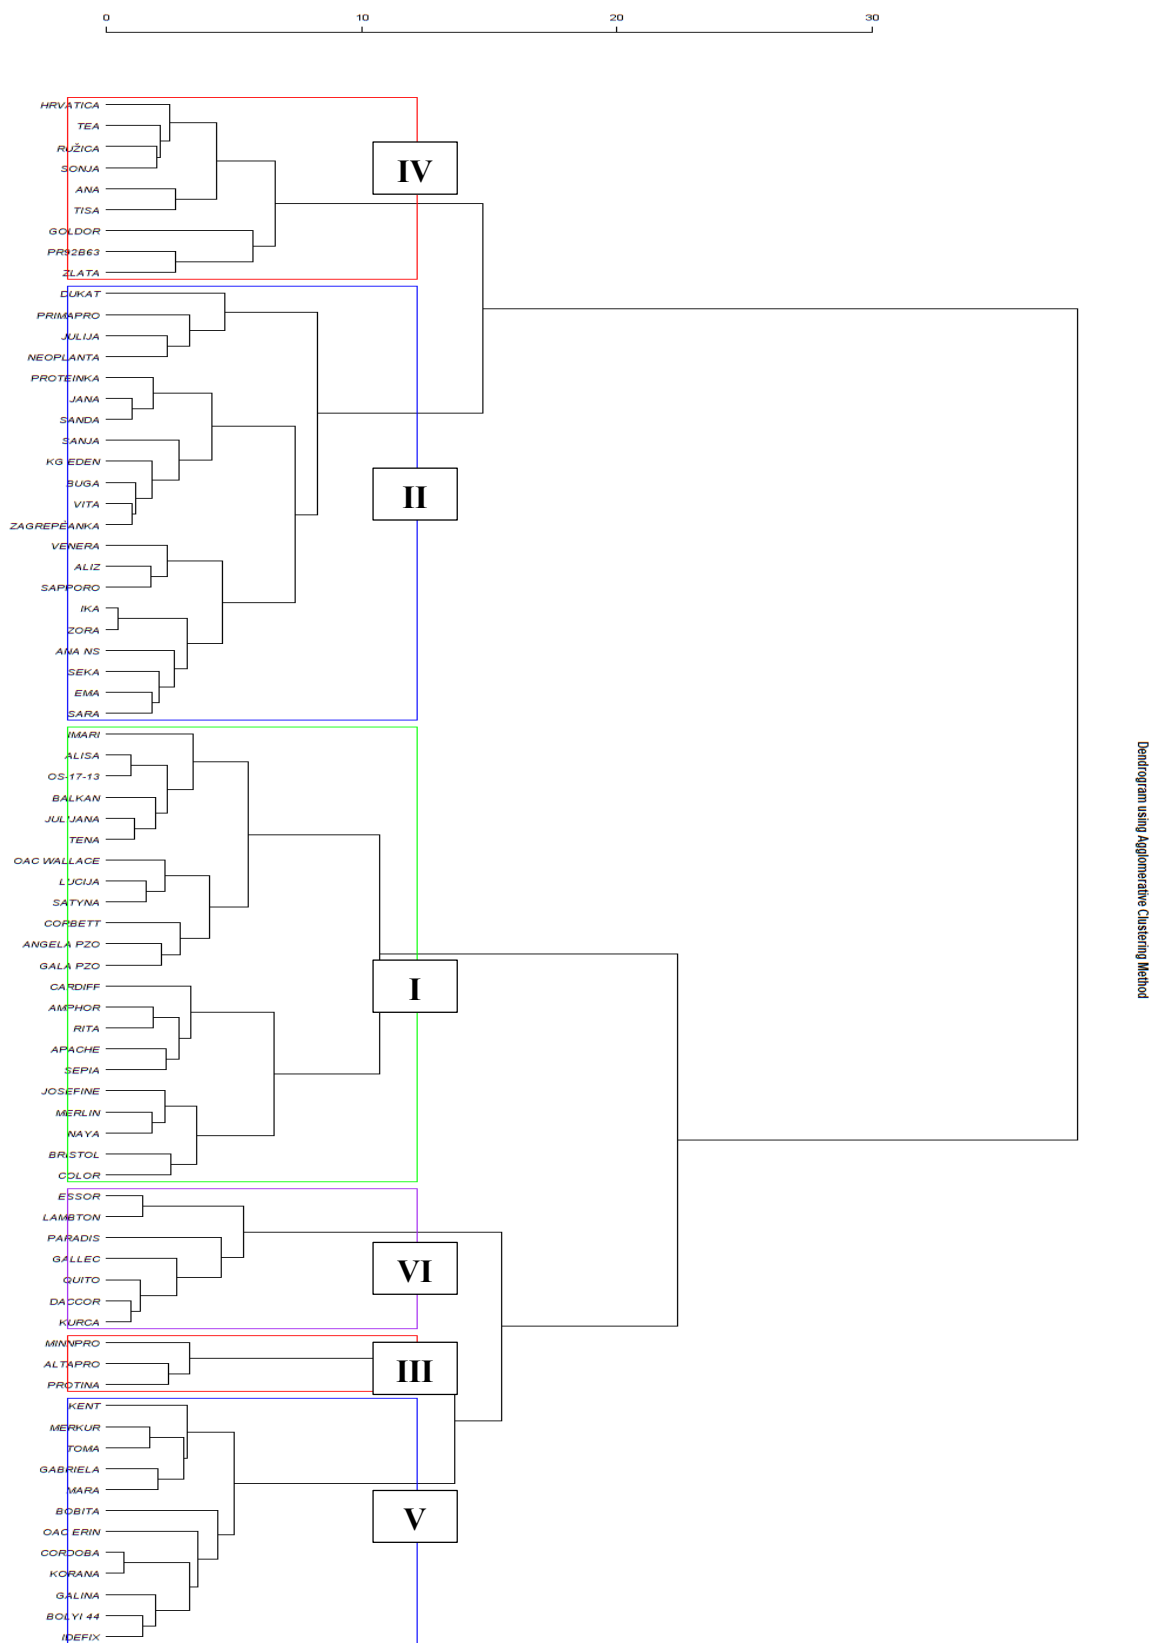 0 10 20 30
HRVATICA
TEA
RUŽICA
SONJA
IV
ANA
TISA
GOLDOR
PR92B63
ZLATA
DUKAT
PRIMAPRO
JULIJA
NEOPLANTA
PROTEINKA
JANA
SANDA
SANJA
KG EDEN
BUGA
II
VITA
ZAGREPÈANKA
VENERA
ALIZ
SAPPORO
IKA
ZORA
ANA NS
SEKA
EMA
SARA
IMARI
ALISA
OS-17-13
BALKAN
JULIJANA
TENA
OAC WALLACE
LUCIJA
SATYNA
CORBETT
ANGELA PZO
GALA PZO
CARDIFF
I
AMPHOR
RITA
APACHE
SEPIA
JOSEFINE
MERLIN
NAYA
BRISTOL
COLOR
ESSOR
LAMBTON
PARADIS
GALLEC
VI
QUITO
DACCOR
KURCA
MINNPRO
ALTAPRO
III
PROTINA
KENT
MERKUR
TOMA
GABRIELA
MARA
BOBITA
V
OAC ERIN
CORDOBA
KORANA
GALINA
BOLYI 44
IDEFIX
Dendrogram using Agglomerative Clustering Method